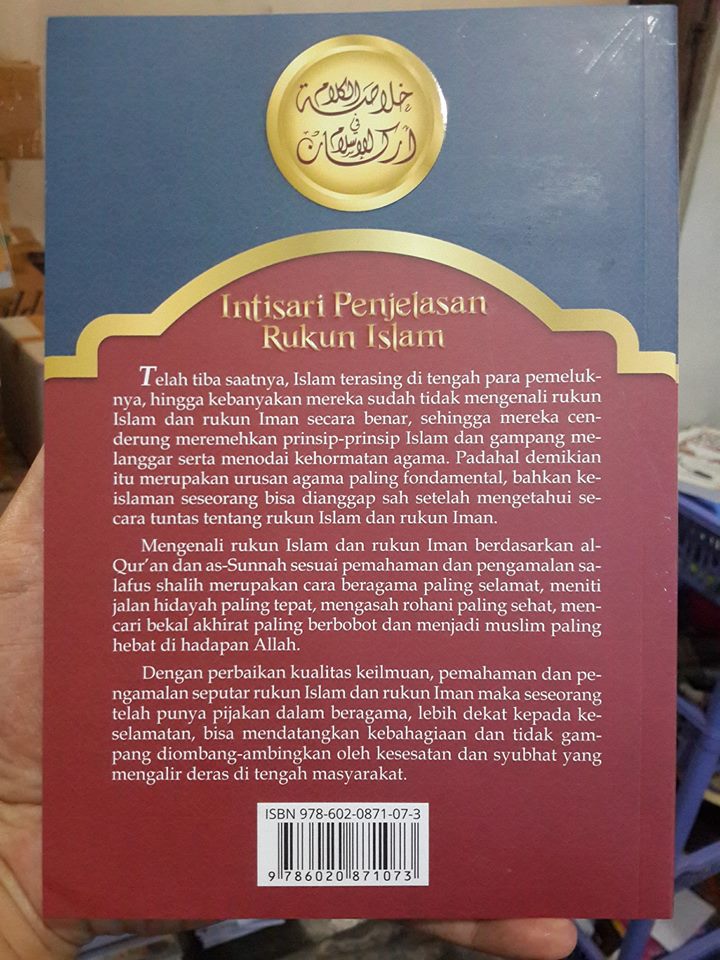 خلاصة الكلام
في
أركان الإسلام
Intisari Penjelasan
Rukun Islam
Telah tiba saatnya, Islam terasing di tengah para pemeluk-
nya, hingga kebanyakan mereka sudah tidak mengenali rukun
Islam dan rukun Iman secara benar, sehingga mereka cen-
derung meremehkan prinsip-prinsip Islam dan gampang me-
langgar serta menodai kehormatan agama. Padahal demikian
itu merupakan urusan agama paling fondamental, bahkan ke-
islaman seseorang bisa dianggap sah setelah mengetahui se-
cara tuntas tentang rukun Islam dan rukun Iman.
Mengenali rukun Islam dan rukun Iman berdasarkan al-
Qur'an dan as-Sunnah sesuai pemahaman dan pengamalan sa-
lafus shalih merupakan cara beragama paling selamat, meniti
jalan hidayah paling tepat, mengasah rohani paling sehat, men-
cari bekal akhirat paling berbobot dan menjadi muslim paling
hebat di hadapan Allah.
Dengan perbaikan kualitas keilmuan, pemahaman dan pe-
ngamalan seputar rukun Islam dan rukun Iman maka seseorang
telah punya pijakan dalam beragama, lebih dekat kepada ke-
selamatan, bisa mendatangkan kebahagiaan dan tidak gam-
pang diombang-ambingkan oleh kesesatan dan syubhat yang
mengalir deras di tengah masyarakat.
ISBN 978-602-0871-07-3
9 786020 871073